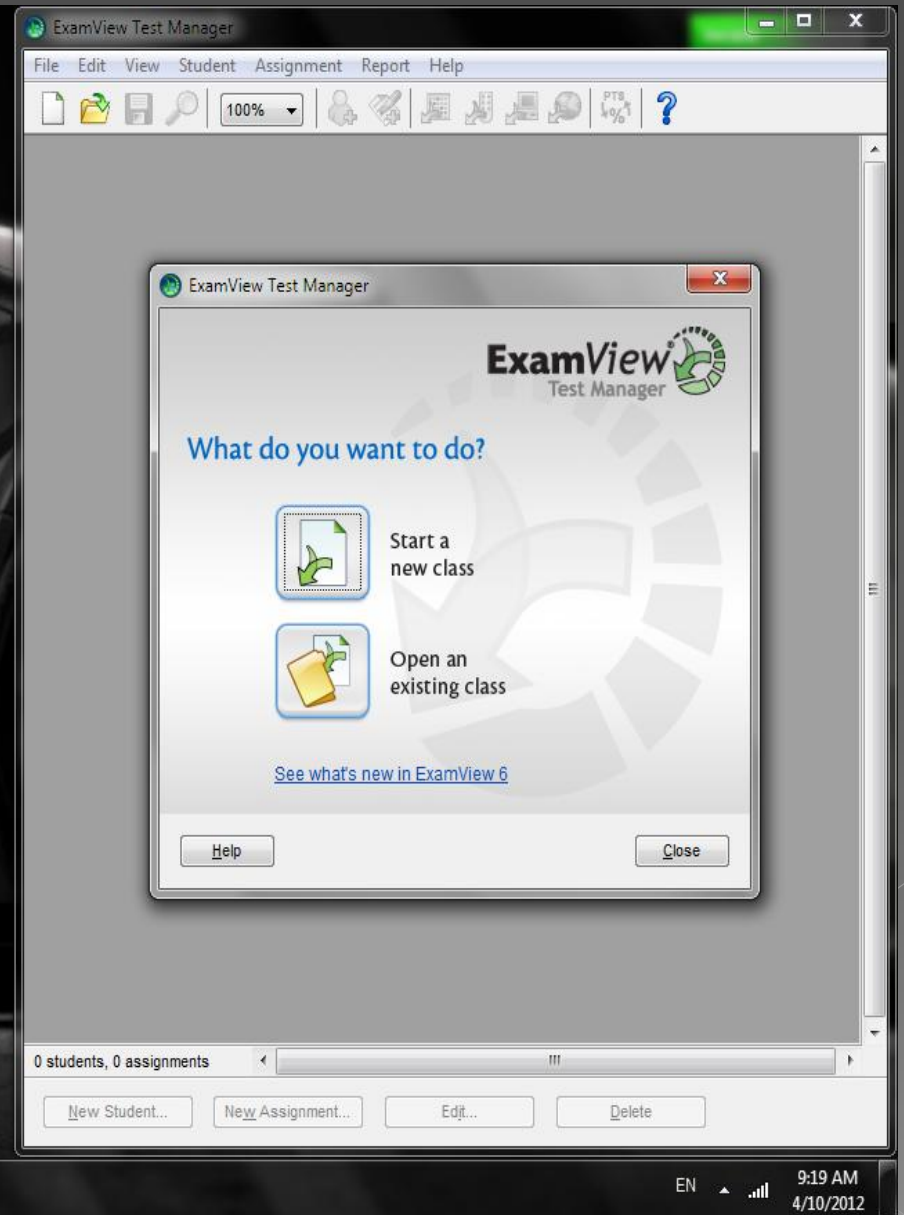 ExamView Test Manager
File Edit View Student Assignment Report Help
100%
PTS
%
?
ExamView Test Manager
ExamView
Test Manager
What do you want to do?
Start a
new class
Open an
existing class
See what's new in ExamView 6
Help
Close
0 students, 0 assignments
New Student...
New Assignment...
Edit...
Delete
EN
9:19 AM
4/10/2012